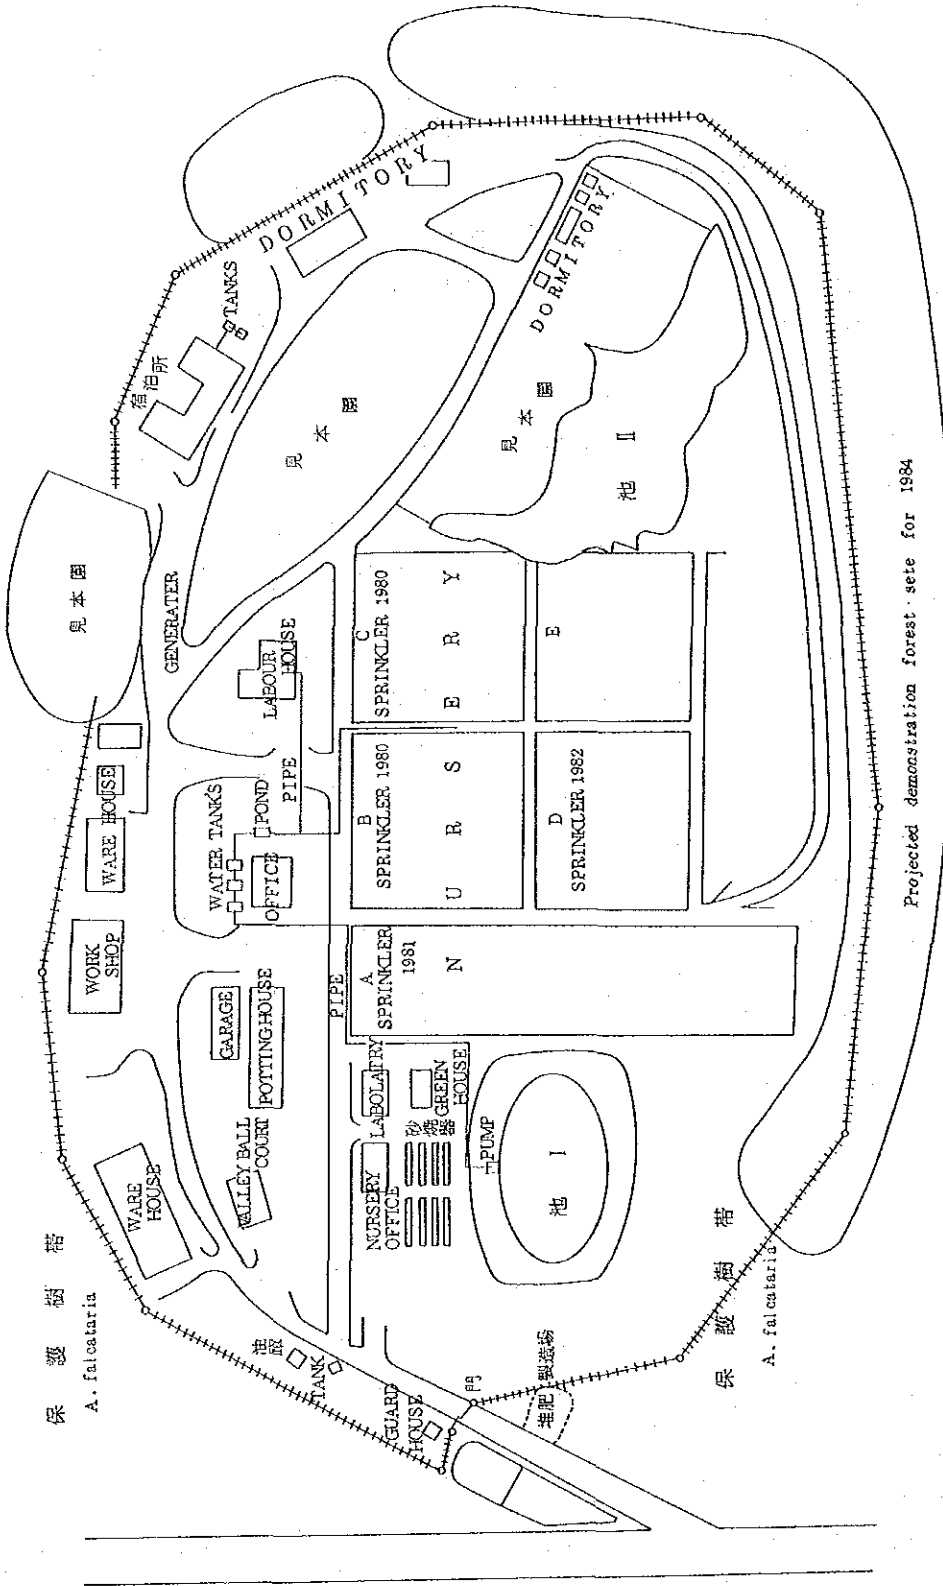 保護樹帯
A. falcataria
WARE
HOUSE
WORK
SHOP
WARE HOUSE
見本園
宿泊所
TANKS
DORMITORY
GENERATER
VALLEY BALL
COURT
GARAGE
POTTINGHOUSE
WATER TANKS
OFFICE
POND
PIPE
LABOUR
HOUSE
見本園
TANK
GUARD
HOUSE
門
NURSERY
OFFICE
LABOLATRY
GREEN
HOUSE
砂焼器
PUMP
池 I
PIPE
A
SPRINKLER
1981
B
SPRINKLER 1980
C
SPRINKLER 1980
NURSERY
D
SPRINKLER 1982
E
見本園
池 II
DORMITORY
堆肥製造場
保護樹帯
A. falcataria
Projected demonstration forest sete for 1984